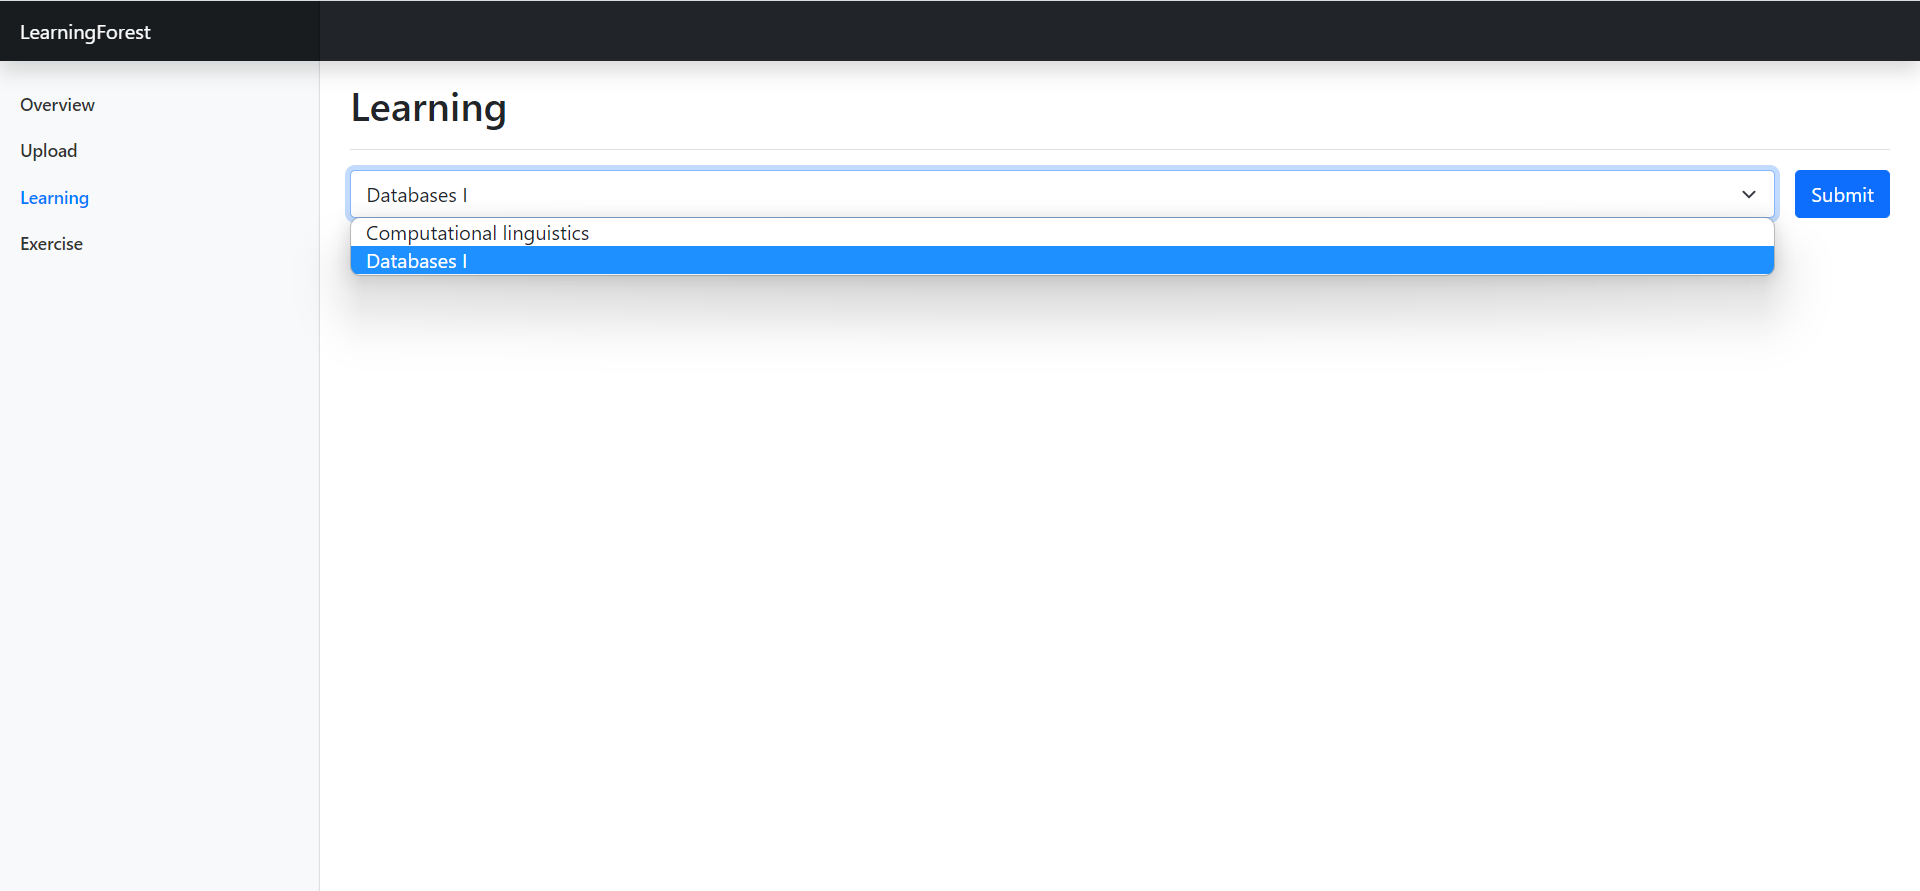 LearningForest
Overview
Upload
Learning
Exercise
Learning
Databases I
Submit
Computational linguistics
Databases I